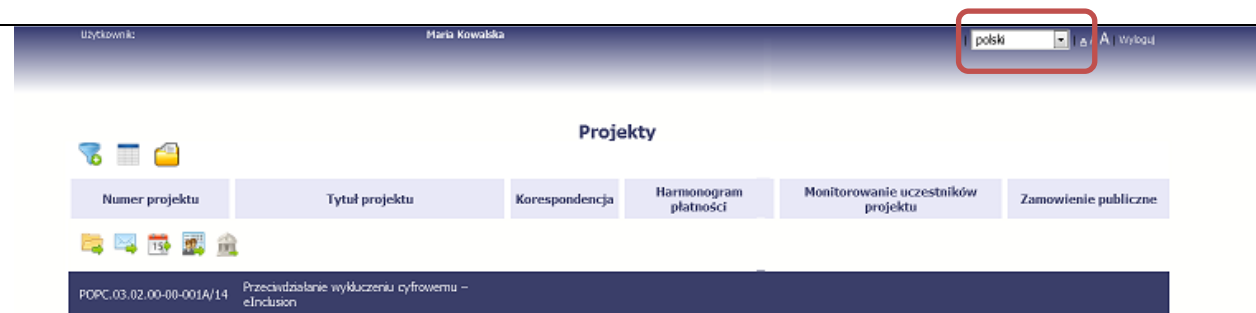 Użytkownik: Maria Kowalska | polski | A A | Wyloguj
Projekty
Numer projektu Tytuł projektu Korespondencja Harmonogram płatności Monitorowanie uczestników projektu Zamowienie publiczne
POPC.03.02.00-00-001A/14 Przeciwdziałanie wykluczeniu cyfrowemu –
eInclusion